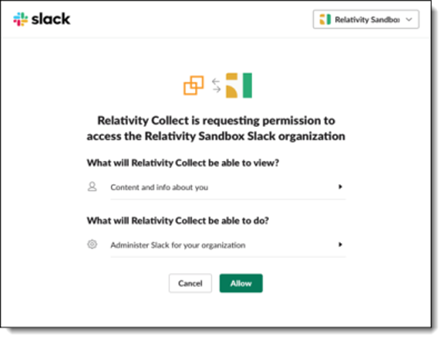 slack
Relativity Sandbox
Relativity Collect is requesting permission to
access the Relativity Sandbox Slack organization
What will Relativity Collect be able to view?
Content and info about you
What will Relativity Collect be able to do?
Administer Slack for your organization
Cancel
Allow